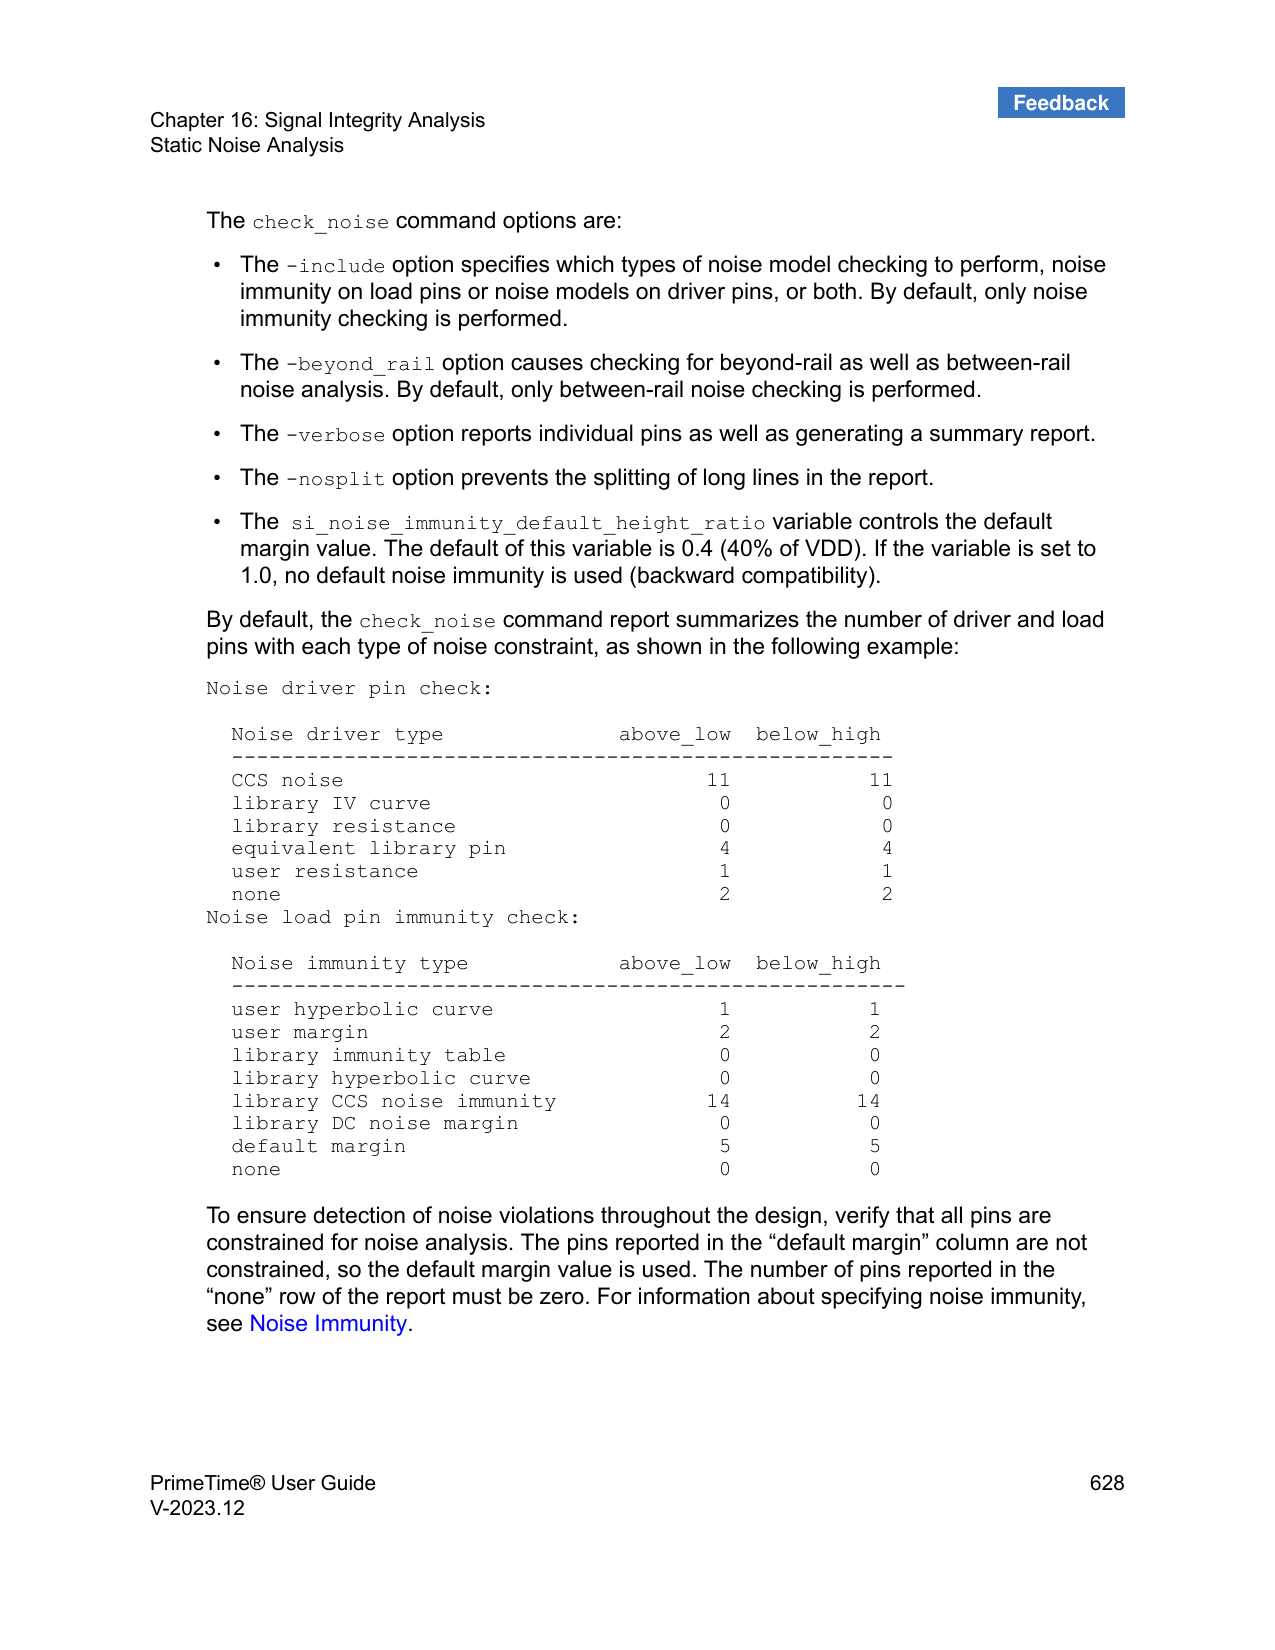 Feedback
Chapter 16: Signal Integrity Analysis
Static Noise Analysis
The check_noise command options are:
• The -include option specifies which types of noise model checking to perform, noise
immunity on load pins or noise models on driver pins, or both. By default, only noise
immunity checking is performed.
• The -beyond_rail option causes checking for beyond-rail as well as between-rail
noise analysis. By default, only between-rail noise checking is performed.
• The -verbose option reports individual pins as well as generating a summary report.
• The -nosplit option prevents the splitting of long lines in the report.
• The si_noise_immunity_default_height_ratio variable controls the default
margin value. The default of this variable is 0.4 (40% of VDD). If the variable is set to
1.0, no default noise immunity is used (backward compatibility).
By default, the check_noise command report summarizes the number of driver and load
pins with each type of noise constraint, as shown in the following example:
Noise driver pin check:
  Noise driver type              above_low  below_high
  -----------------------------------------------------
  CCS noise                             11           11
  library IV curve                       0            0
  library resistance                     0            0
  equivalent library pin                 4            4
  user resistance                        1            1
  none                                   2            2
Noise load pin immunity check:
  Noise immunity type            above_low  below_high
  ------------------------------------------------------
  user hyperbolic curve                  1           1
  user margin                            2           2
  library immunity table                 0           0
  library hyperbolic curve               0           0
  library CCS noise immunity            14          14
  library DC noise margin                0           0
  default margin                         5           5
  none                                   0           0
To ensure detection of noise violations throughout the design, verify that all pins are
constrained for noise analysis. The pins reported in the “default margin” column are not
constrained, so the default margin value is used. The number of pins reported in the
“none” row of the report must be zero. For information about specifying noise immunity,
see Noise Immunity.
PrimeTime® User Guide 628
V-2023.12